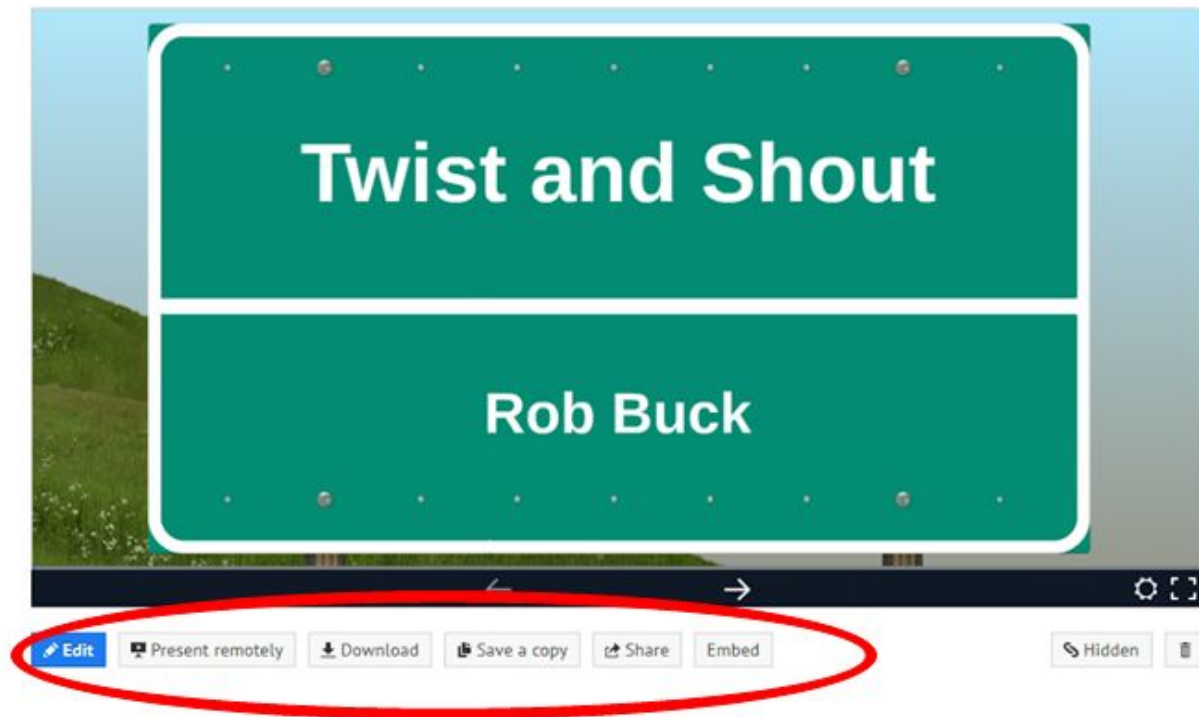 Twist and Shout
Rob Buck
Edit Present remotely Download Save a copy Share Embed Hidden